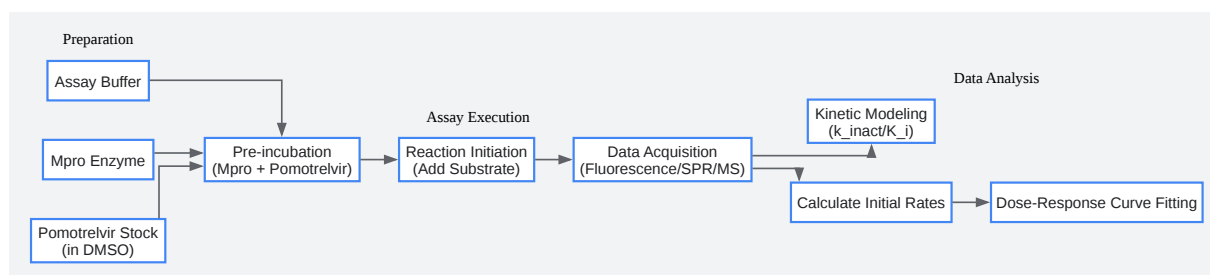 Preparation
Assay Buffer
Mpro Enzyme
Pomotrelvir Stock
(in DMSO)
Pre-incubation
(Mpro + Pomotrelvir)
Assay Execution
Reaction Initiation
(Add Substrate)
Data Acquisition
(Fluorescence/SPR/MS)
Data Analysis
Kinetic Modeling
(k_inact/K_i)
Calculate Initial Rates
Dose-Response Curve Fitting